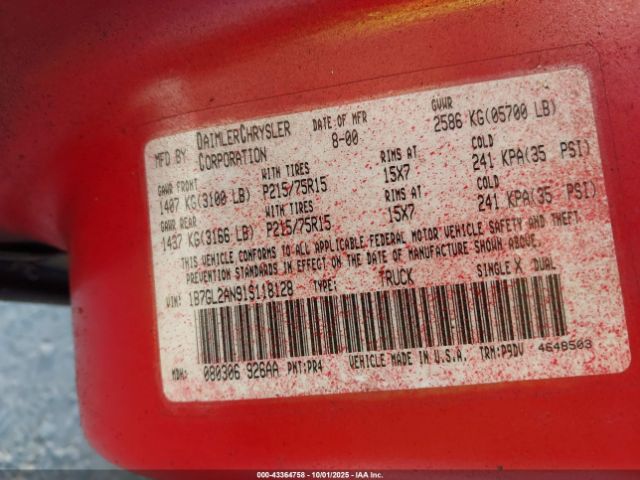 MFD BY DAIMLERCHRYSLER CORPORATION DATE OF MFR 8-00 GVWR 2586 KG(05700 LB)
GAWR FRONT WITH TIRES RIMS AT COLD
1407 KG(3100 LB) P215/75R15 15X7 241 KPA(35 PSI)
GAWR REAR WITH TIRES RIMS AT COLD
1437 KG(3166 LB) P215/75R15 15X7 241 KPA(35 PSI)
THIS VEHICLE CONFORMS TO ALL APPLICABLE FEDERAL MOTOR VEHICLE SAFETY AND THEFT
PREVENTION STANDARDS IN EFFECT ON THE DATE OF MANUFACTURE SHOWN ABOVE.
VIN: 1B7GL2AN91S118128 TYPE: TRUCK SINGLE X DUAL
MDH: 080306 926AA PNT:PR4 VEHICLE MADE IN U.S.A. TRM:P9DV 4648503
000-43364758 - 10/01/2025 - IAA Inc.